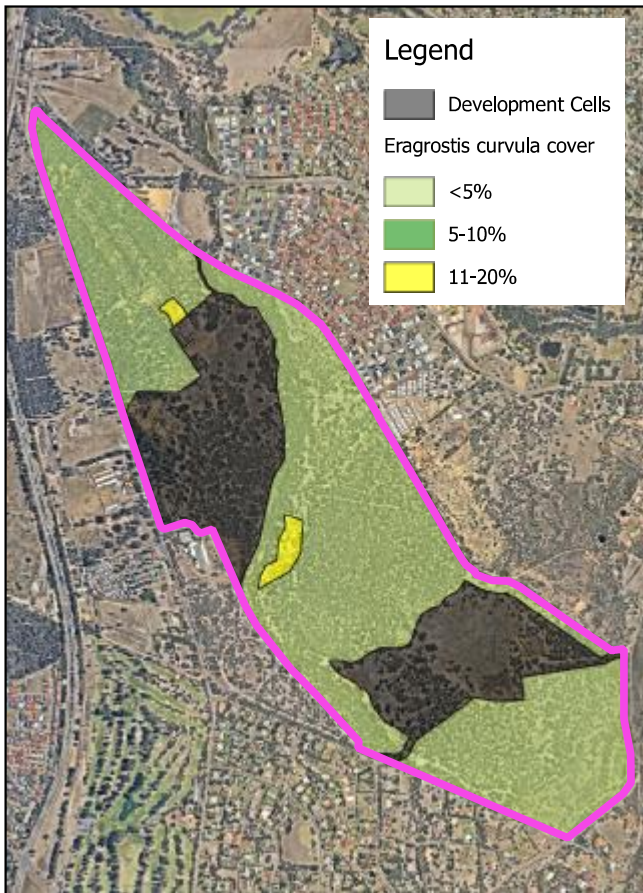 Legend
Development Cells
Eragrostis curvula cover
<5%
5-10%
11-20%